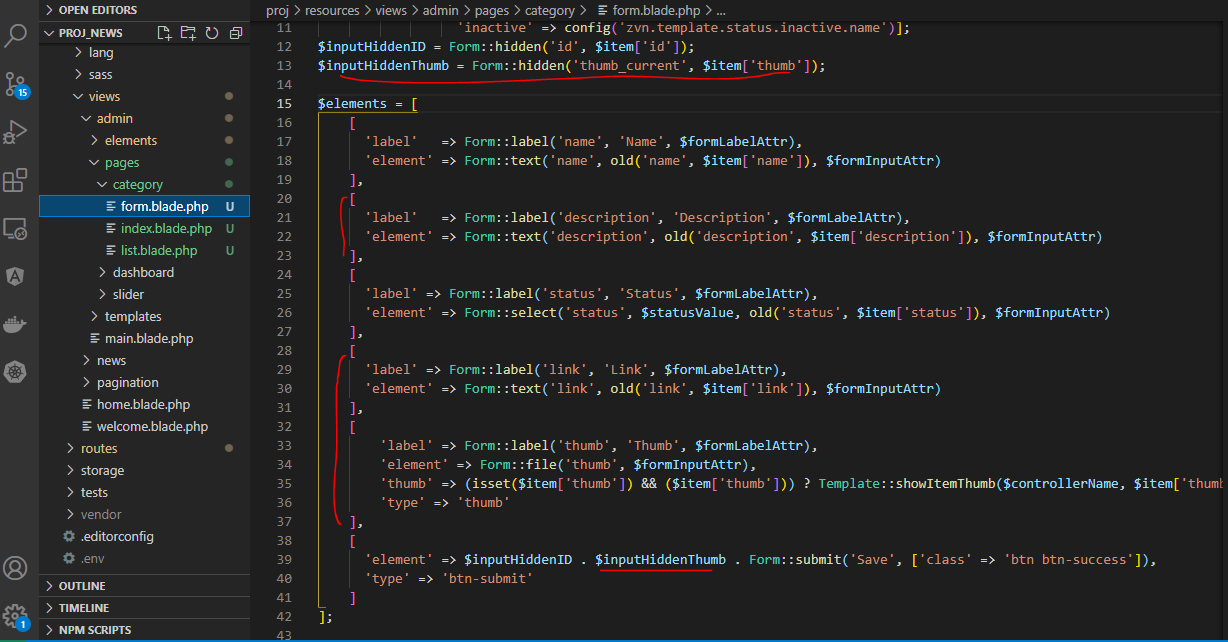 OPEN EDITORS
PROJ_NEWS
lang
sass
views
admin
elements
pages
category
form.blade.php U
index.blade.php U
list.blade.php U
dashboard
slider
templates
main.blade.php
news
pagination
home.blade.php
welcome.blade.php
routes
storage
tests
vendor
.editorconfig
.env
OUTLINE
TIMELINE
NPM SCRIPTS
15
1
proj > resources > views > admin > pages > category > form.blade.php > ...
11 'inactive' => config('zvn.template.status.inactive.name')];
12 $inputHiddenID = Form::hidden('id', $item['id']);
13 $inputHiddenThumb = Form::hidden('thumb_current', $item['thumb']);
14
15 $elements = [
16 [
17 'label' => Form::label('name', 'Name', $formLabelAttr),
18 'element' => Form::text('name', old('name', $item['name']), $formInputAttr)
19 ],
20 [
21 'label' => Form::label('description', 'Description', $formLabelAttr),
22 'element' => Form::text('description', old('description', $item['description']), $formInputAttr)
23 ],
24 [
25 'label' => Form::label('status', 'Status', $formLabelAttr),
26 'element' => Form::select('status', $statusValue, old('status', $item['status']), $formInputAttr)
27 ],
28 [
29 'label' => Form::label('link', 'Link', $formLabelAttr),
30 'element' => Form::text('link', old('link', $item['link']), $formInputAttr)
31 ],
32 [
33 'label' => Form::label('thumb', 'Thumb', $formLabelAttr),
34 'element' => Form::file('thumb', $formInputAttr),
35 'thumb' => (isset($item['thumb']) && ($item['thumb'])) ? Template::showItemThumb($controllerName, $item['thumb
36 'type' => 'thumb'
37 ],
38 [
39 'element' => $inputHiddenID . $inputHiddenThumb . Form::submit('Save', ['class' => 'btn btn-success']),
40 'type' => 'btn-submit'
41 ]
42 ];
43